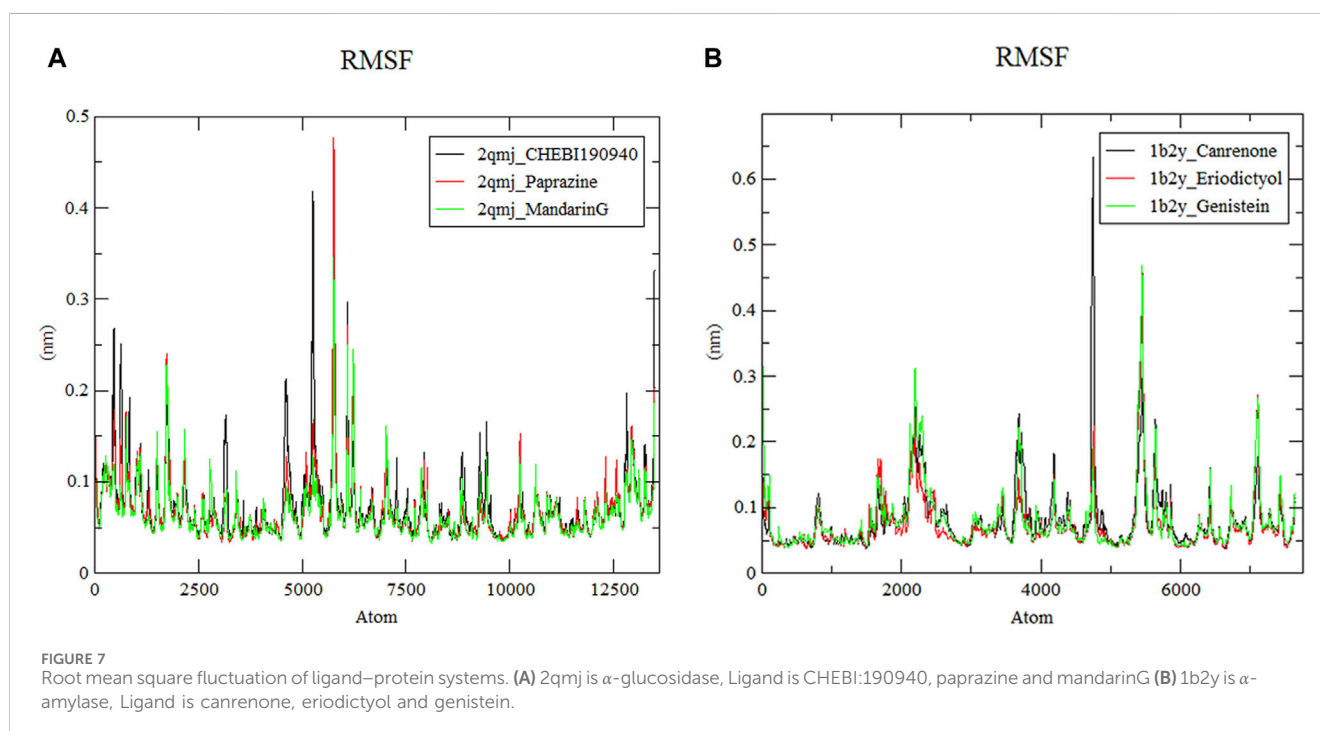 A
RMSF
0.5
0.4
0.3
0.2
0.1
0
(nm)
2qmj_CHEBI190940
2qmj_Paprazine
2qmj_MandarinG
0 2500 5000 7500 10000 12500
Atom
B
RMSF
0.6
0.5
0.4
0.3
0.2
0.1
0
(nm)
1b2y_Canrenone
1b2y_Eriodictyol
1b2y_Genistein
0 2000 4000 6000
Atom
FIGURE 7
Root mean square fluctuation of ligand–protein systems. (A) 2qmj is α-glucosidase, Ligand is CHEBI:190940, paprazine and mandarinG (B) 1b2y is α-
amylase, Ligand is canrenone, eriodictyol and genistein.